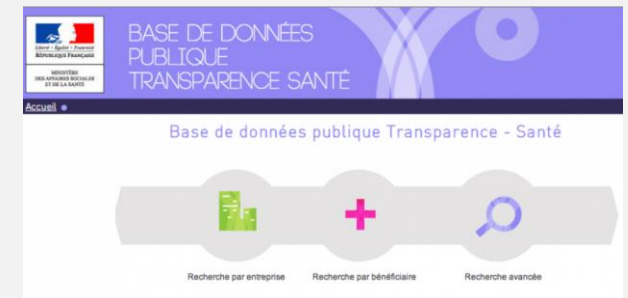 BASE DE DONNÉES
PUBLIQUE
TRANSPARENCE SANTÉ
Liberté • Égalité • Fraternité
RÉPUBLIQUE FRANÇAISE
MINISTÈRE
DES AFFAIRES SOCIALES
ET DE LA SANTÉ
Accueil
Base de données publique Transparence - Santé
Recherche par entreprise
Recherche par bénéficiaire
Recherche avancée